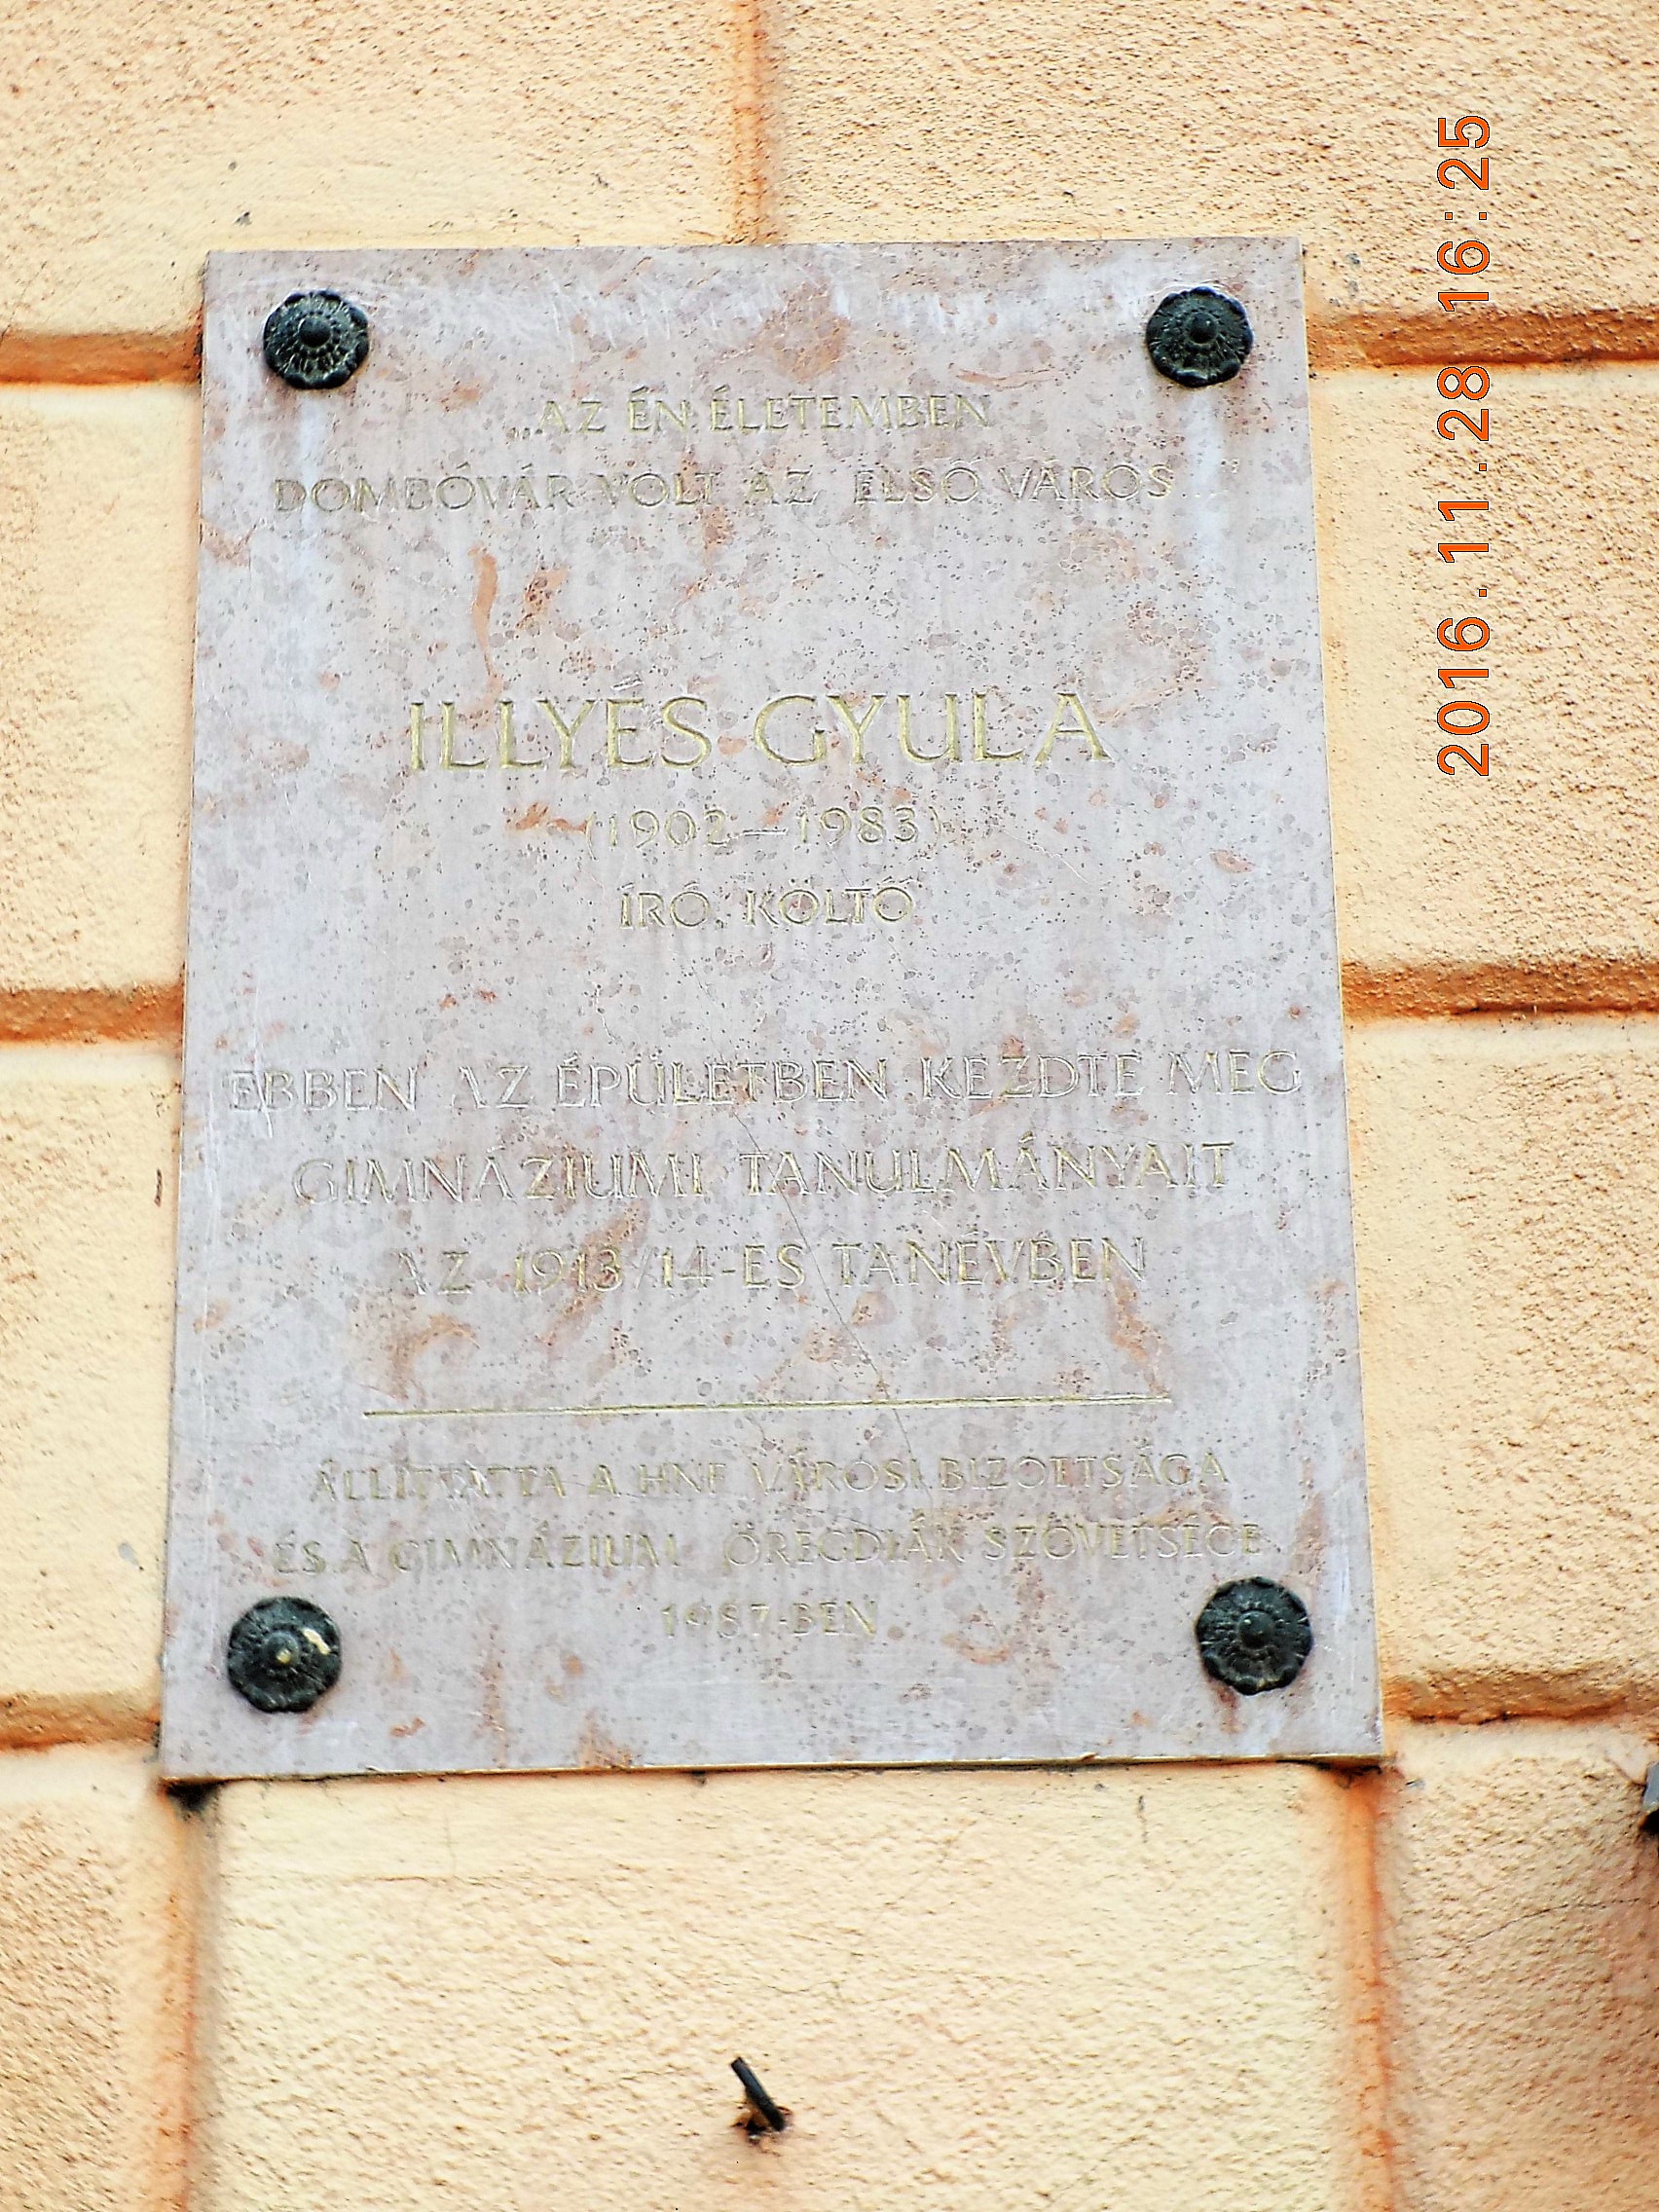 „AZ ÉN ÉLETEMBEN
DOMBÓVÁR VOLT AZ ELSŐ VÁROS..."
ILLYÉS GYULA
(1902—1983)
ÍRÓ, KÖLTŐ
EBBEN AZ ÉPÜLETBEN KEZDTE MEG
GIMNÁZIUMI TANULMÁNYAIT
AZ 1913/14-ES TANÉVBEN
ÁLLÍTTATTA A HNF VÁROSI BIZOTTSÁGA
ÉS A GIMNÁZIUM ÖREGDIÁK SZÖVETSÉGE
1987-BEN
2016.11.28 16:25